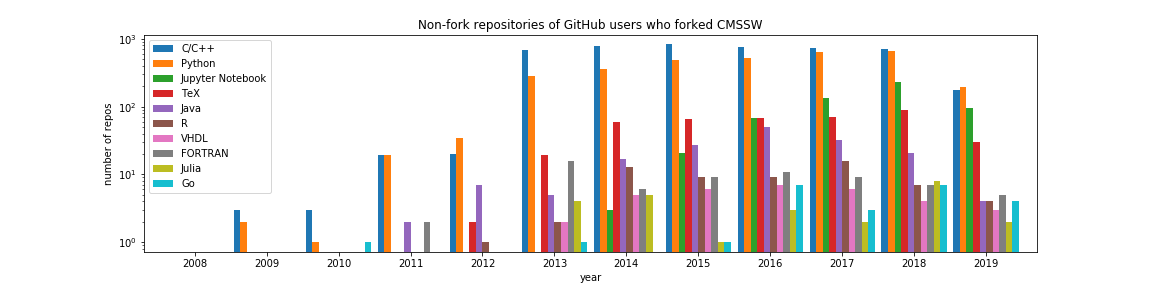 Non-fork repositories of GitHub users who forked CMSSW
number of repos
10³
10²
10¹
10⁰
C/C++
Python
Jupyter Notebook
TeX
Java
R
VHDL
FORTRAN
Julia
Go
2008 2009 2010 2011 2012 2013 2014 2015 2016 2017 2018 2019
year